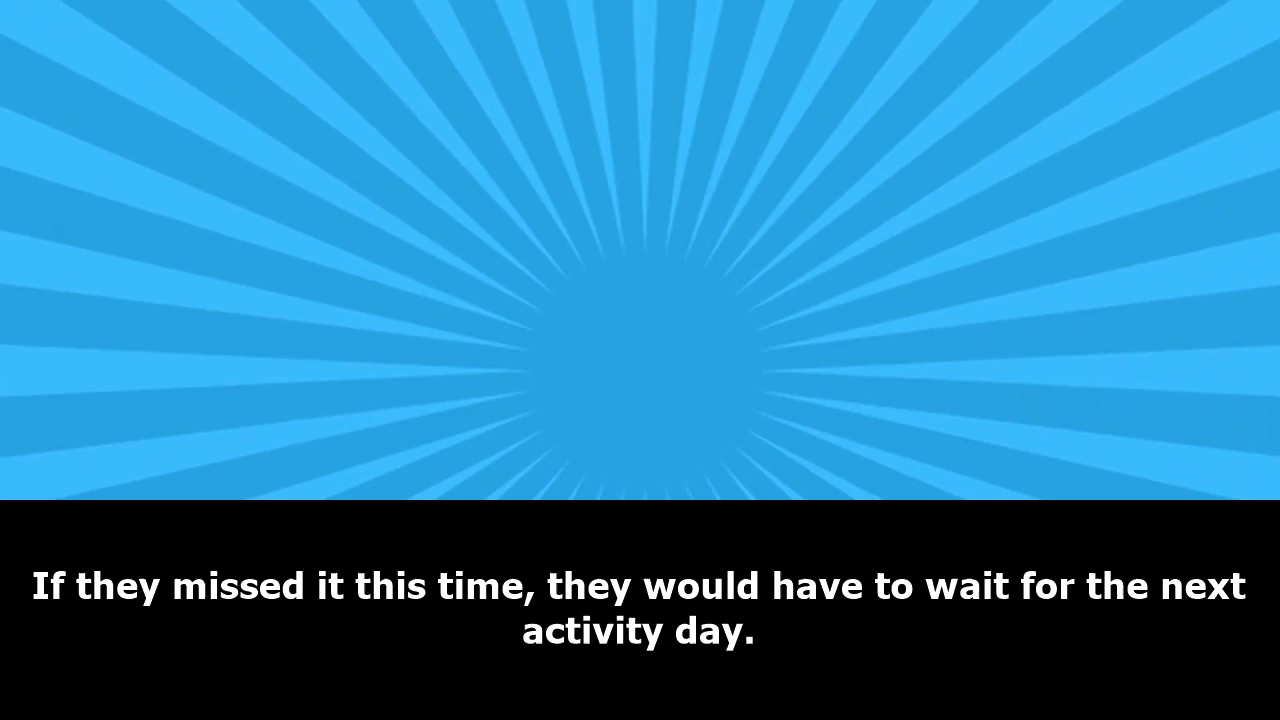 If they missed it this time, they would have to wait for the next
activity day.